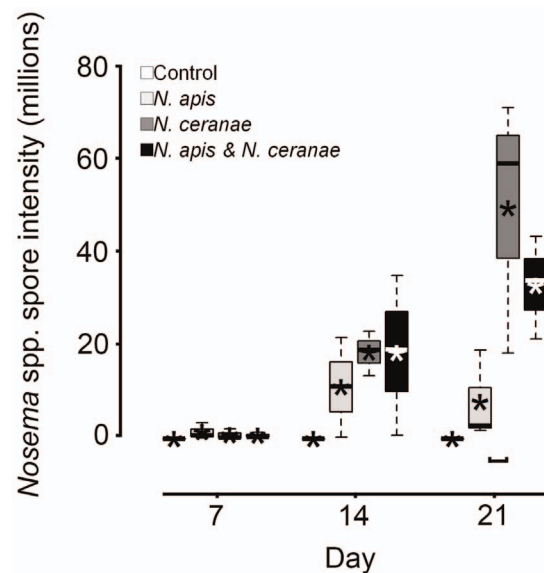 Nosema spp. spore intensity (millions)
80
60
40
20
0
Control
N. apis
N. ceranae
N. apis & N. ceranae
7 14 21
Day